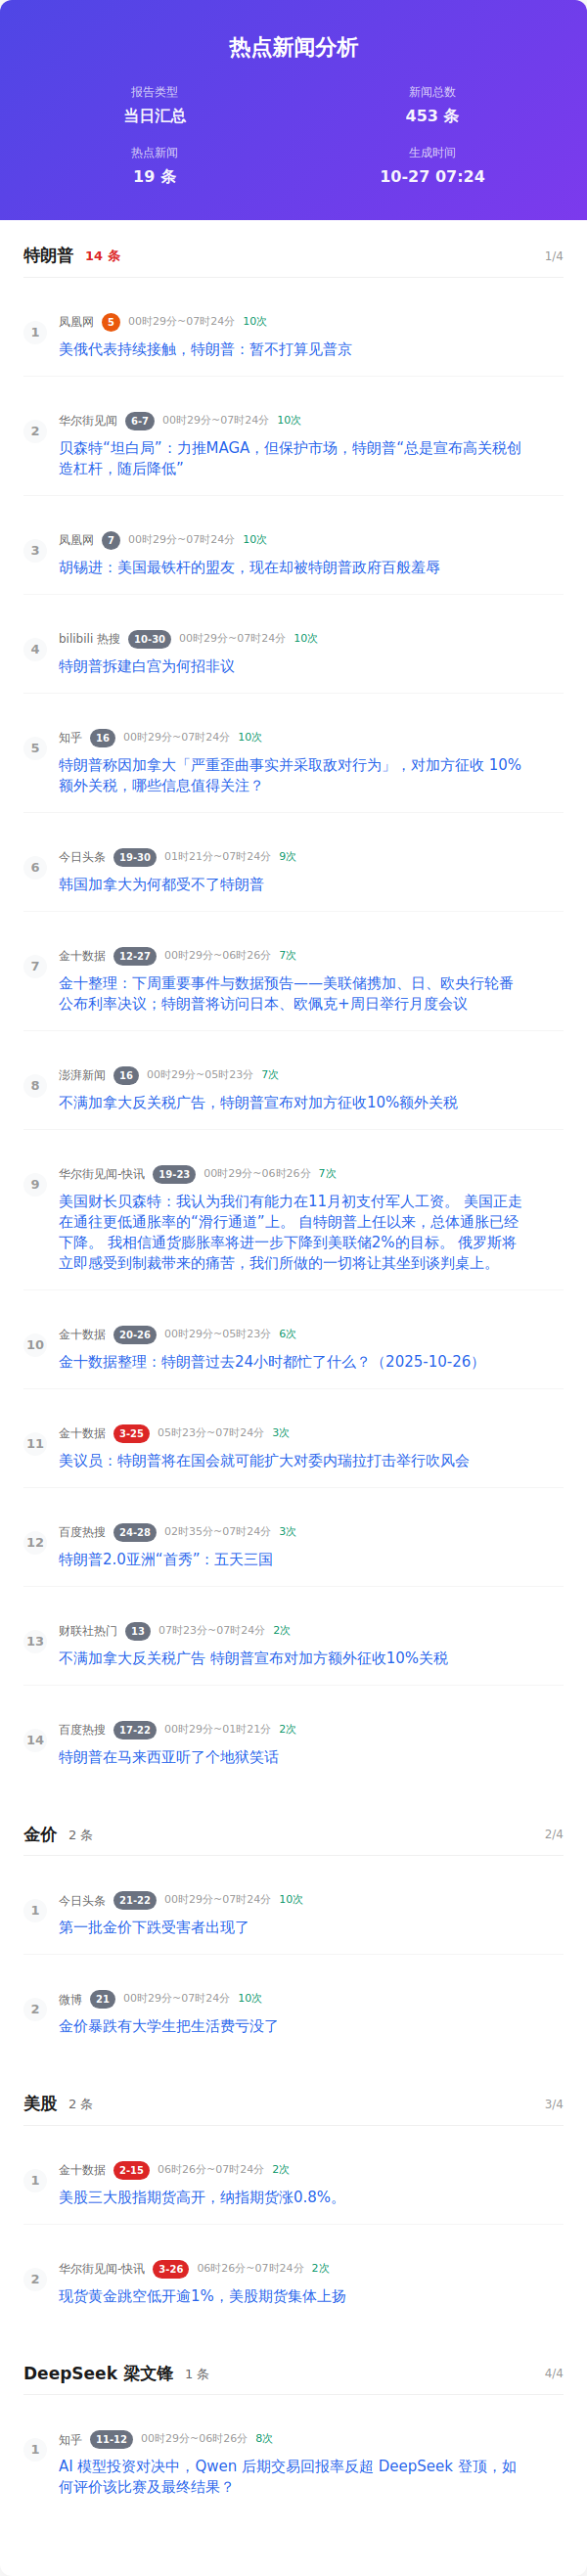 热点新闻分析
报告类型
当日汇总
新闻总数
453 条
热点新闻
19 条
生成时间
10-27 07:24
特朗普 14 条 1/4
1
凤凰网 5 00时29分~07时24分 10次
美俄代表持续接触，特朗普：暂不打算见普京
2
华尔街见闻 6-7 00时29分~07时24分 10次
贝森特“坦白局”：力推MAGA，但保护市场，特朗普“总是宣布高关税创
造杠杆，随后降低”
3
凤凰网 7 00时29分~07时24分 10次
胡锡进：美国最铁杆的盟友，现在却被特朗普政府百般羞辱
4
bilibili 热搜 10-30 00时29分~07时24分 10次
特朗普拆建白宫为何招非议
5
知乎 16 00时29分~07时24分 10次
特朗普称因加拿大「严重歪曲事实并采取敌对行为」，对加方征收 10%
额外关税，哪些信息值得关注？
6
今日头条 19-30 01时21分~07时24分 9次
韩国加拿大为何都受不了特朗普
7
金十数据 12-27 00时29分~06时26分 7次
金十整理：下周重要事件与数据预告——美联储携加、日、欧央行轮番
公布利率决议；特朗普将访问日本、欧佩克+周日举行月度会议
8
澎湃新闻 16 00时29分~05时23分 7次
不满加拿大反关税广告，特朗普宣布对加方征收10%额外关税
9
华尔街见闻-快讯 19-23 00时29分~06时26分 7次
美国财长贝森特：我认为我们有能力在11月初支付军人工资。 美国正走
在通往更低通胀率的“滑行通道”上。 自特朗普上任以来，总体通胀已经
下降。 我相信通货膨胀率将进一步下降到美联储2%的目标。 俄罗斯将
立即感受到制裁带来的痛苦，我们所做的一切将让其坐到谈判桌上。
10
金十数据 20-26 00时29分~05时23分 6次
金十数据整理：特朗普过去24小时都忙了什么？（2025-10-26）
11
金十数据 3-25 05时23分~07时24分 3次
美议员：特朗普将在国会就可能扩大对委内瑞拉打击举行吹风会
12
百度热搜 24-28 02时35分~07时24分 3次
特朗普2.0亚洲“首秀”：五天三国
13
财联社热门 13 07时23分~07时24分 2次
不满加拿大反关税广告 特朗普宣布对加方额外征收10%关税
14
百度热搜 17-22 00时29分~01时21分 2次
特朗普在马来西亚听了个地狱笑话
金价 2 条 2/4
1
今日头条 21-22 00时29分~07时24分 10次
第一批金价下跌受害者出现了
2
微博 21 00时29分~07时24分 10次
金价暴跌有大学生把生活费亏没了
美股 2 条 3/4
1
金十数据 2-15 06时26分~07时24分 2次
美股三大股指期货高开，纳指期货涨0.8%。
2
华尔街见闻-快讯 3-26 06时26分~07时24分 2次
现货黄金跳空低开逾1%，美股期货集体上扬
DeepSeek 梁文锋 1 条 4/4
1
知乎 11-12 00时29分~06时26分 8次
AI 模型投资对决中，Qwen 后期交易回报率反超 DeepSeek 登顶，如
何评价该比赛及最终结果？